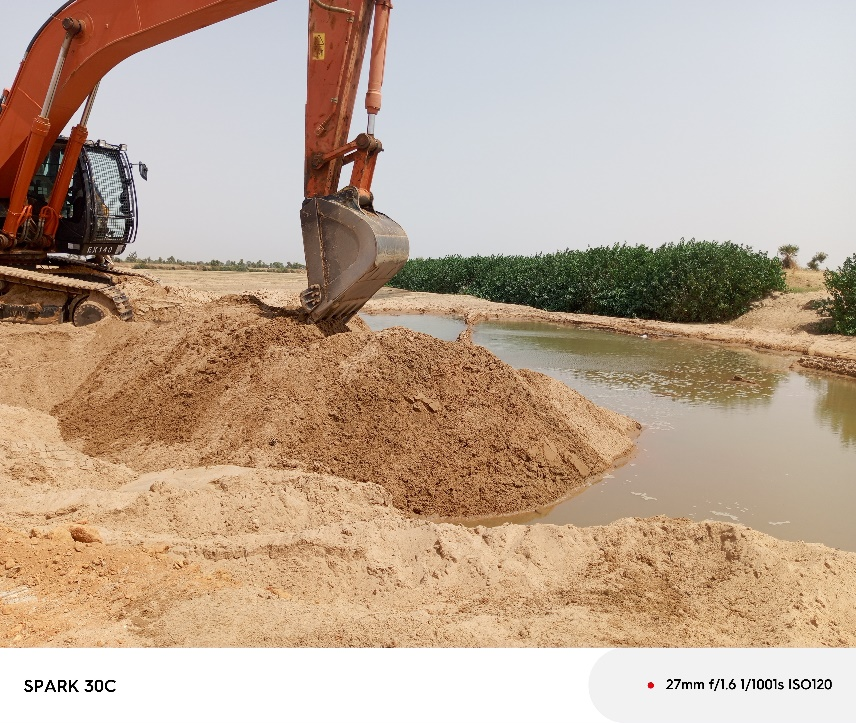 EX140
SPARK 30C
27mm f/1.6 1/1001s ISO120